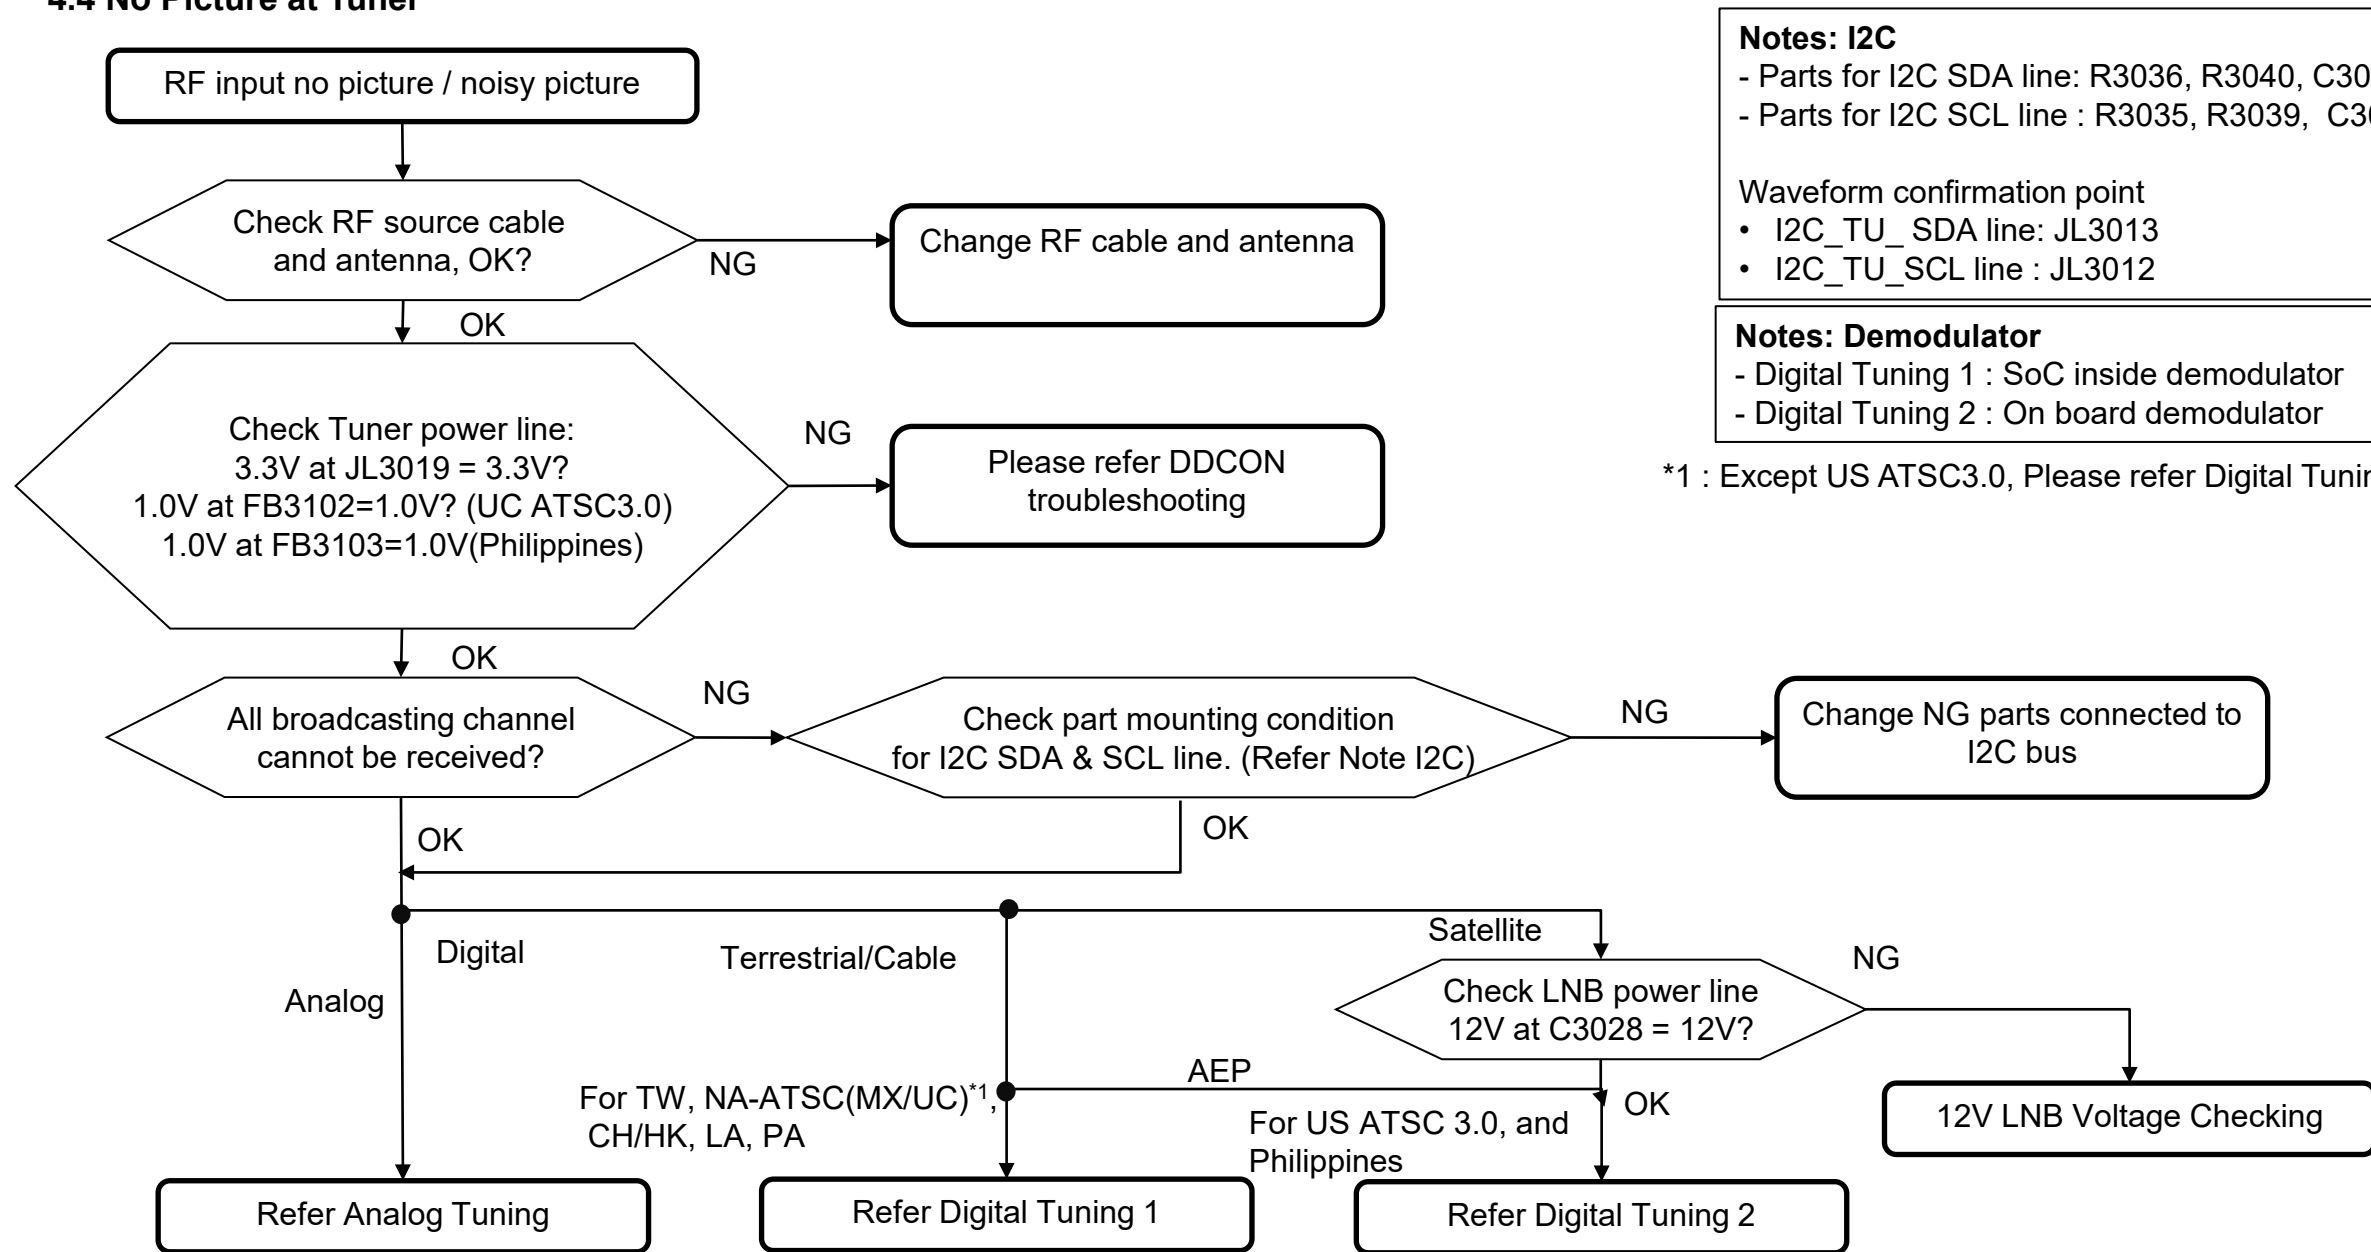 4.4 No Picture at Tuner
RF input no picture / noisy picture
Check RF source cable
and antenna, OK?
NG
Change RF cable and antenna
OK
Check Tuner power line:
3.3V at JL3019 = 3.3V?
1.0V at FB3102=1.0V? (UC ATSC3.0)
1.0V at FB3103=1.0V(Philippines)
NG
Please refer DDCON
troubleshooting
OK
All broadcasting channel
cannot be received?
NG
Check part mounting condition
for I2C SDA & SCL line. (Refer Note I2C)
NG
Change NG parts connected to
I2C bus
OK
OK
Digital
Analog
Terrestrial/Cable
Satellite
Check LNB power line
12V at C3028 = 12V?
NG
12V LNB Voltage Checking
AEP
OK
For TW, NA-ATSC(MX/UC)*1,
CH/HK, LA, PA
For US ATSC 3.0, and
Philippines
Refer Analog Tuning
Refer Digital Tuning 1
Refer Digital Tuning 2
Notes: I2C
- Parts for I2C SDA line: R3036, R3040,
- Parts for I2C SCL line : R3035, R3039,
Waveform confirmation point
• I2C_TU_ SDA line: JL3013
• I2C_TU_SCL line : JL3012
Notes: Demodulator
- Digital Tuning 1 : SoC inside demodulator
- Digital Tuning 2 : On board demodulator
*1 : Except US ATSC3.0, Please refer Digital